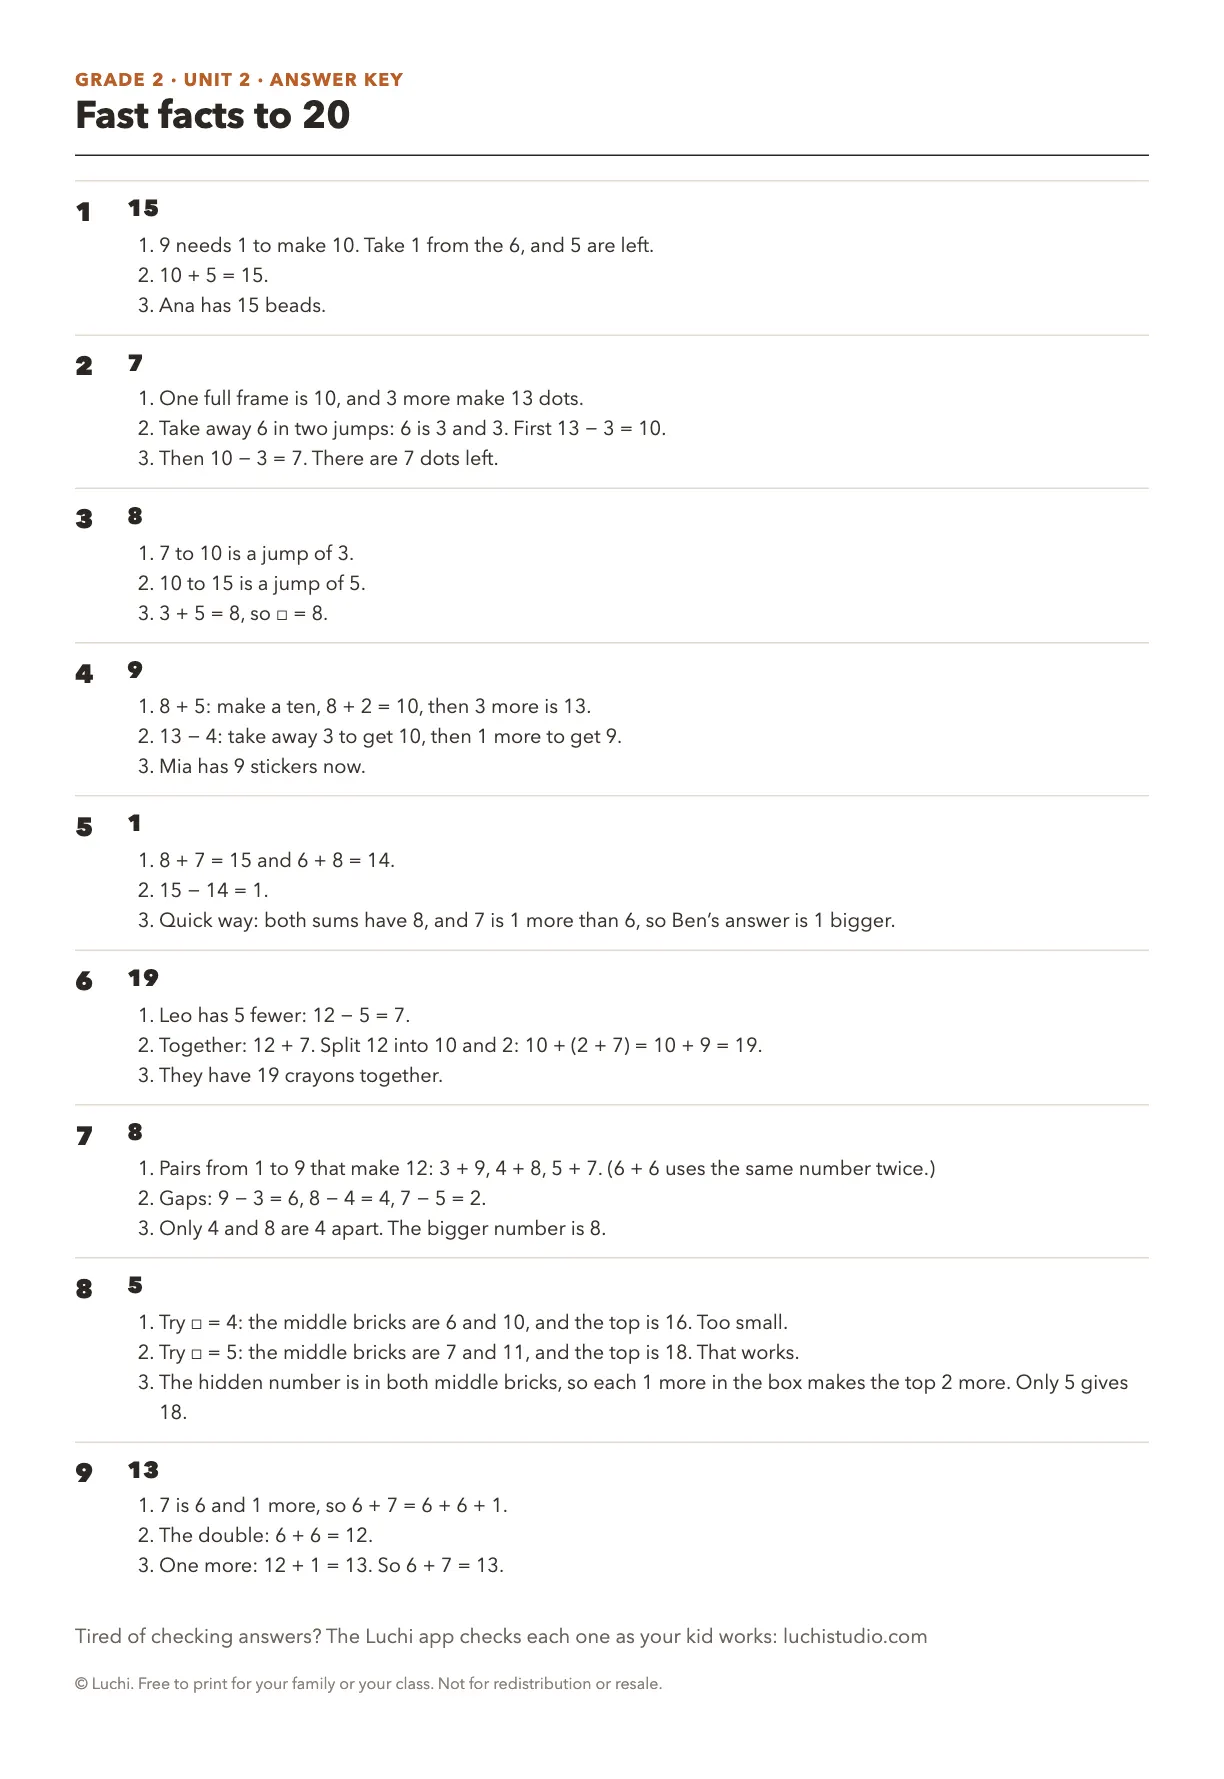 GRADE 2 · UNIT 2 · ANSWER KEY
Fast facts to 20
1 15
1. 9 needs 1 to make 10. Take 1 from the 6, and 5 are left.
2. 10 + 5 = 15.
3. Ana has 15 beads.
2 7
1. One full frame is 10, and 3 more make 13 dots.
2. Take away 6 in two jumps: 6 is 3 and 3. First 13 − 3 = 10.
3. Then 10 − 3 = 7. There are 7 dots left.
3 8
1. 7 to 10 is a jump of 3.
2. 10 to 15 is a jump of 5.
3. 3 + 5 = 8, so □ = 8.
4 9
1. 8 + 5: make a ten, 8 + 2 = 10, then 3 more is 13.
2. 13 − 4: take away 3 to get 10, then 1 more to get 9.
3. Mia has 9 stickers now.
5 1
1. 8 + 7 = 15 and 6 + 8 = 14.
2. 15 − 14 = 1.
3. Quick way: both sums have 8, and 7 is 1 more than 6, so Ben’s answer is 1 bigger.
6 19
1. Leo has 5 fewer: 12 − 5 = 7.
2. Together: 12 + 7. Split 12 into 10 and 2: 10 + (2 + 7) = 10 + 9 = 19.
3. They have 19 crayons together.
7 8
1. Pairs from 1 to 9 that make 12: 3 + 9, 4 + 8, 5 + 7. (6 + 6 uses the same number twice.)
2. Gaps: 9 − 3 = 6, 8 − 4 = 4, 7 − 5 = 2.
3. Only 4 and 8 are 4 apart. The bigger number is 8.
8 5
1. Try □ = 4: the middle bricks are 6 and 10, and the top is 16. Too small.
2. Try □ = 5: the middle bricks are 7 and 11, and the top is 18. That works.
3. The hidden number is in both middle bricks, so each 1 more in the box makes the top 2 more. Only 5 gives
18.
9 13
1. 7 is 6 and 1 more, so 6 + 7 = 6 + 6 + 1.
2. The double: 6 + 6 = 12.
3. One more: 12 + 1 = 13. So 6 + 7 = 13.
Tired of checking answers? The Luchi app checks each one as your kid works: luchistudio.com
© Luchi. Free to print for your family or your class. Not for redistribution or resale.